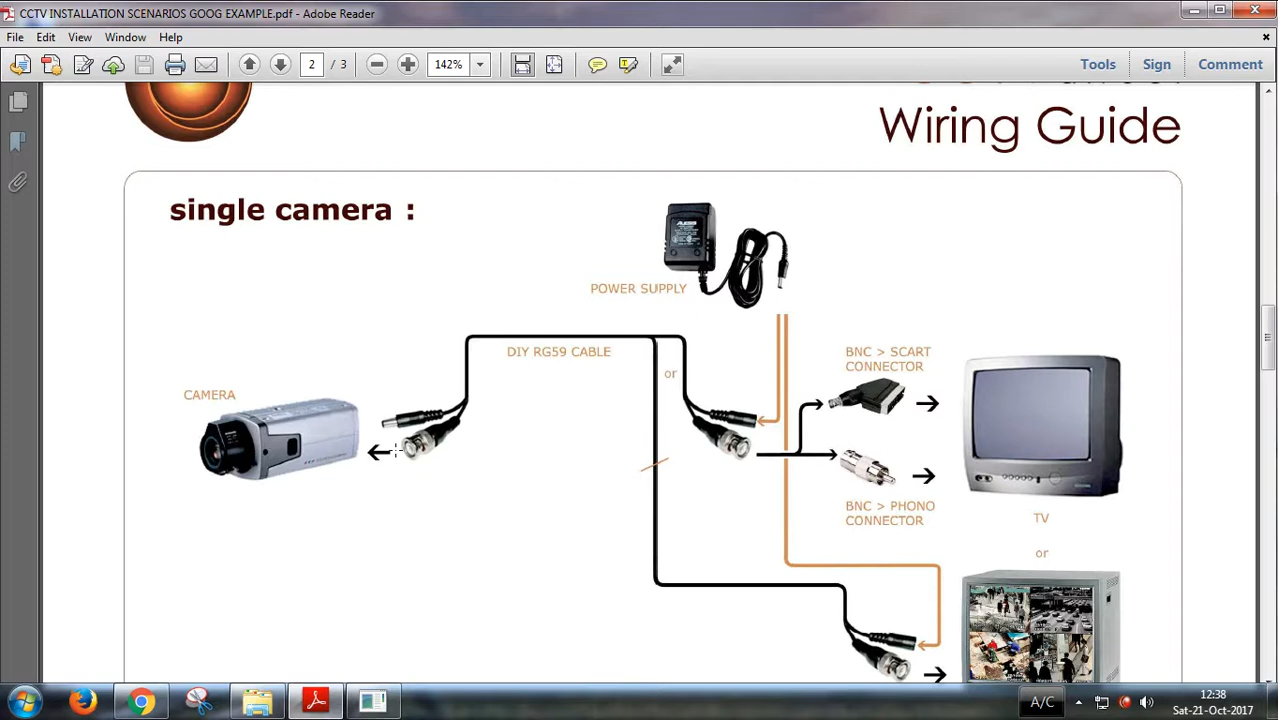 CCTV INSTALLATION SCENARIOS GOOG EXAMPLE.pdf - Adobe Reader
File Edit View Window Help
2 / 3 142% Tools Sign Comment
Wiring Guide
single camera :
POWER SUPPLY
DIY RG59 CABLE
or
BNC > SCART
CONNECTOR
CAMERA
BNC > PHONO
CONNECTOR
TV
or
A/C
12:38
Sat-21-Oct-2017